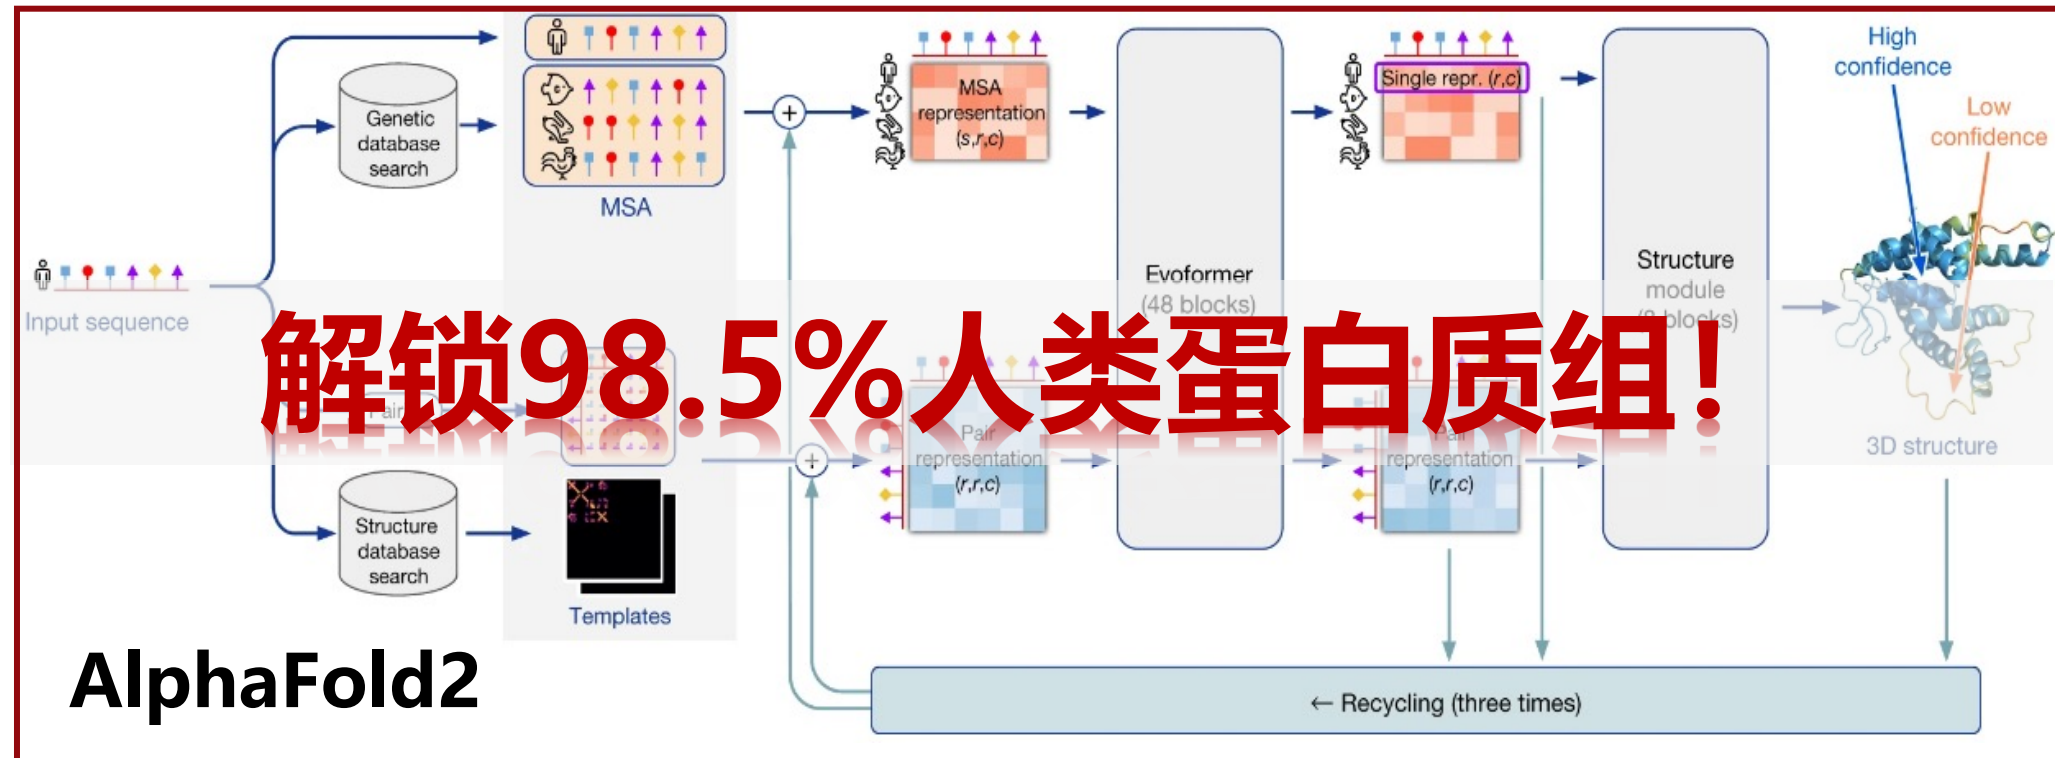 Genetic
database
search
MSA
MSA
representation
(s,r,c)
Single repr. (r,c)
High
confidence
Low
confidence
Input sequence
Evoformer
(48 blocks)
Structure
module
(8 blocks)
解锁98.5%人类蛋白质组!
Pair
representation
(r,r,c)
Pair
representation
(r,r,c)
3D structure
Structure
database
search
Templates
AlphaFold2
← Recycling (three times)